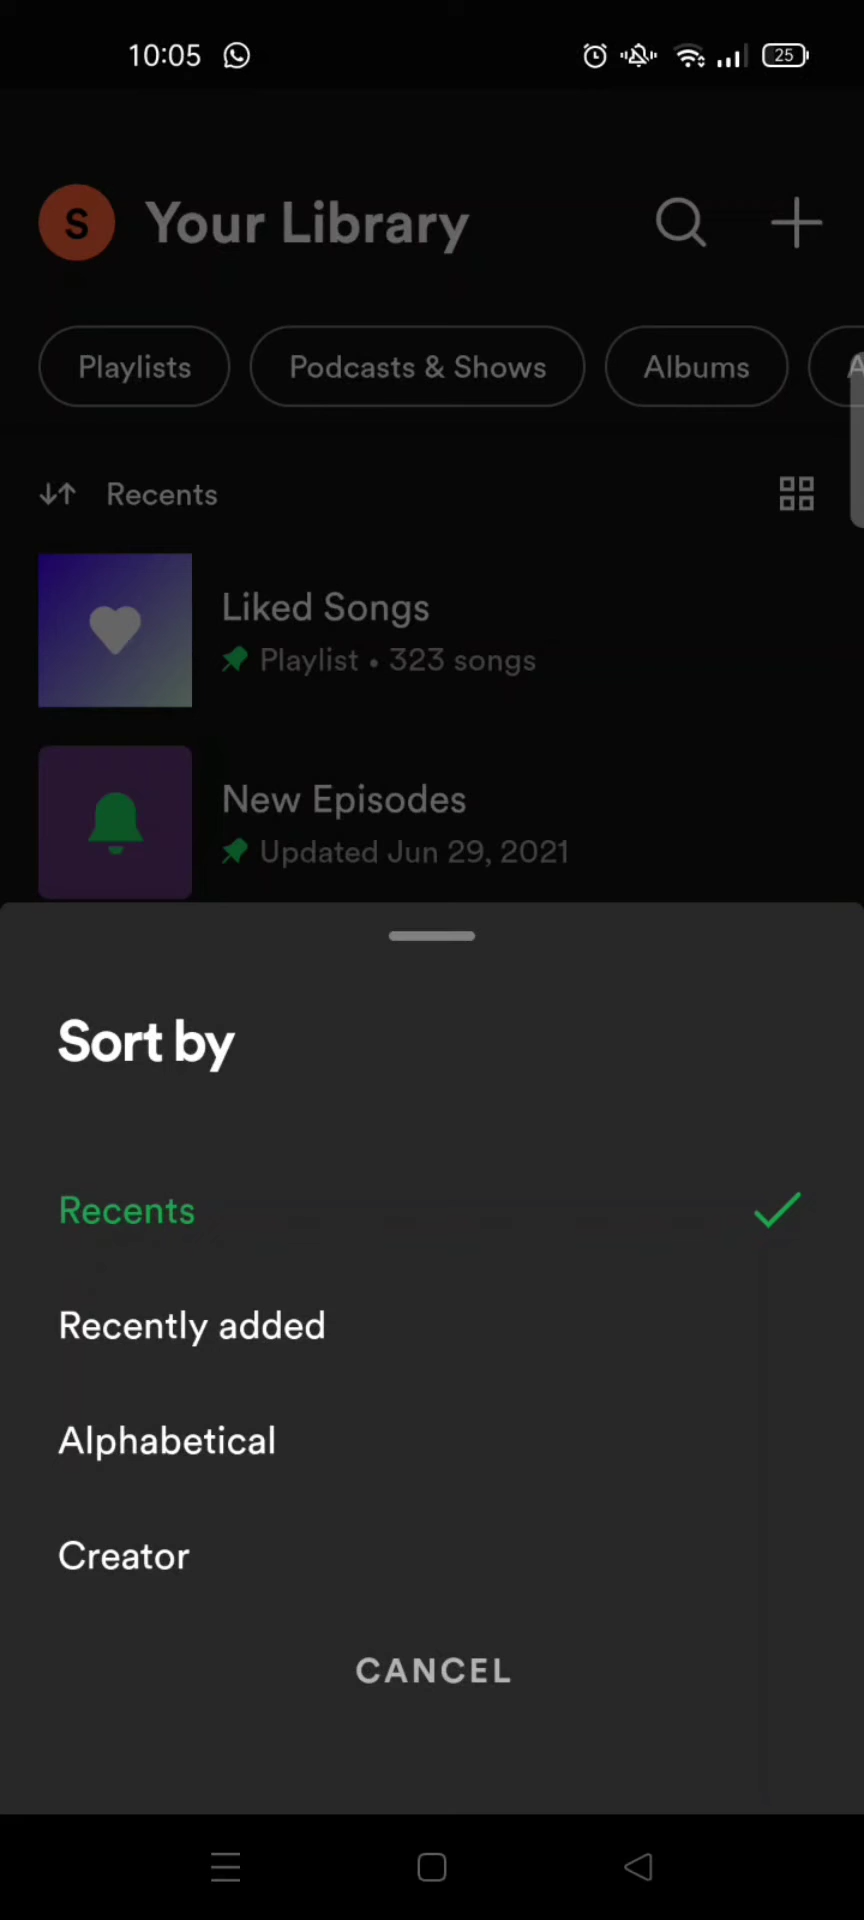 10:05
25
S
Your Library
Playlists
Podcasts & Shows
Albums
A
Recents
Liked Songs
Playlist • 323 songs
New Episodes
Updated Jun 29, 2021
Sort by
Recents
Recently added
Alphabetical
Creator
CANCEL